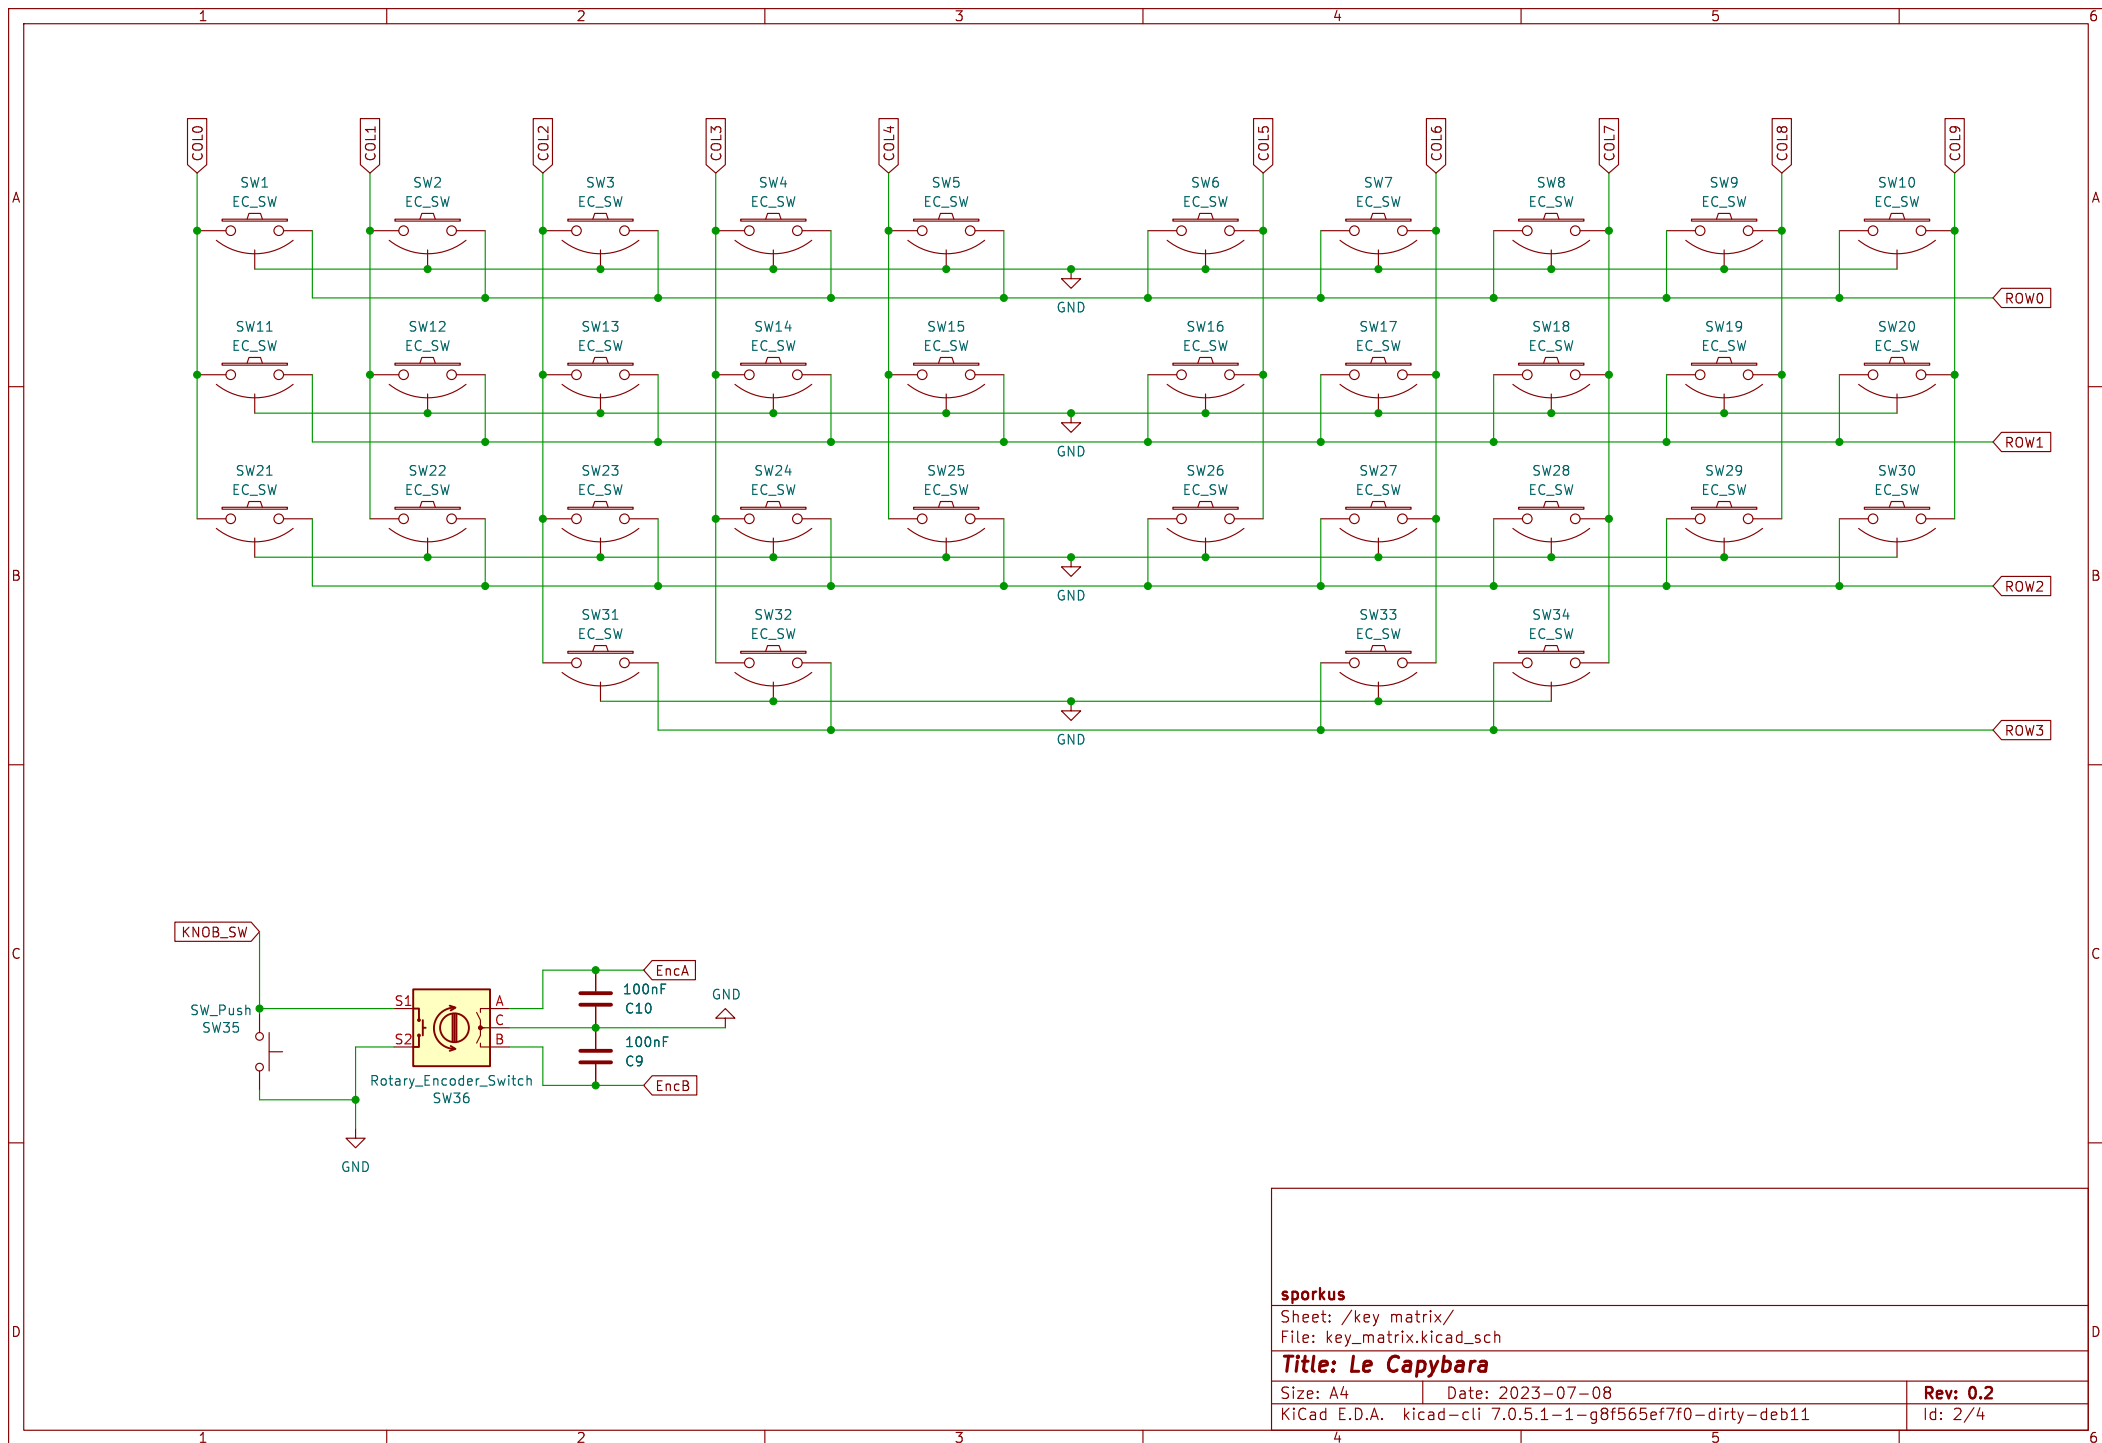 1 2 3 4 5 6
COL0 COL1 COL2 COL3 COL4 COL5 COL6 COL7 COL8 COL9
A A
SW1 SW2 SW3 SW4 SW5 SW6 SW7 SW8 SW9 SW10
EC_SW EC_SW EC_SW EC_SW EC_SW EC_SW EC_SW EC_SW EC_SW EC_SW
ROW0
GND
SW11 SW12 SW13 SW14 SW15 SW16 SW17 SW18 SW19 SW20
EC_SW EC_SW EC_SW EC_SW EC_SW EC_SW EC_SW EC_SW EC_SW EC_SW
ROW1
GND
SW21 SW22 SW23 SW24 SW25 SW26 SW27 SW28 SW29 SW30
EC_SW EC_SW EC_SW EC_SW EC_SW EC_SW EC_SW EC_SW EC_SW EC_SW
B B
ROW2
GND
SW31 SW32 SW33 SW34
EC_SW EC_SW EC_SW EC_SW
ROW3
GND
KNOB_SW
C C
EncA
100nF
C10
GND
S1 A
SW_Push
SW35
C
S2 B
100nF
C9
Rotary_Encoder_Switch
SW36
EncB
GND
sporkus
Sheet: /key matrix/
File: key_matrix.kicad_sch
D D
Title: Le Capybara
Size: A4 Date: 2023-07-08 Rev: 0.2
KiCad E.D.A. kicad-cli 7.0.5.1-1-g8f565ef7f0-dirty-deb11 Id: 2/4
1 2 3 4 5 6